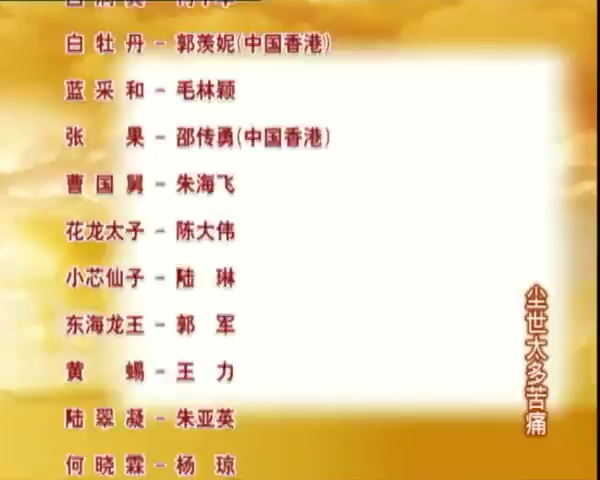 白牡丹－郭羡妮(中国香港)
蓝采和－毛林颖
张果－邵传勇(中国香港)
曹国舅－朱海飞
花龙太子－陈大伟
小芯仙子－陆琳
东海龙王－郭军
黄蜴－王力
陆翠凝－朱亚英
何晓霖－杨琼
尘世太多苦痛